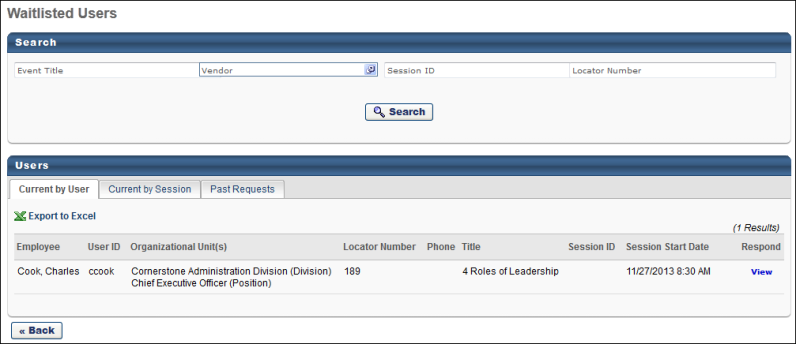 Waitlisted Users
Search
Event Title Vendor Session ID Locator Number
Search
Users
Current by User Current by Session Past Requests
Export to Excel
(1 Results)
Employee User ID Organizational Unit(s) Locator Number Phone Title Session ID Session Start Date Respond
Cook, Charles ccook Cornerstone Administration Division (Division) 189 4 Roles of Leadership 11/27/2013 8:30 AM View
Chief Executive Officer (Position)
« Back